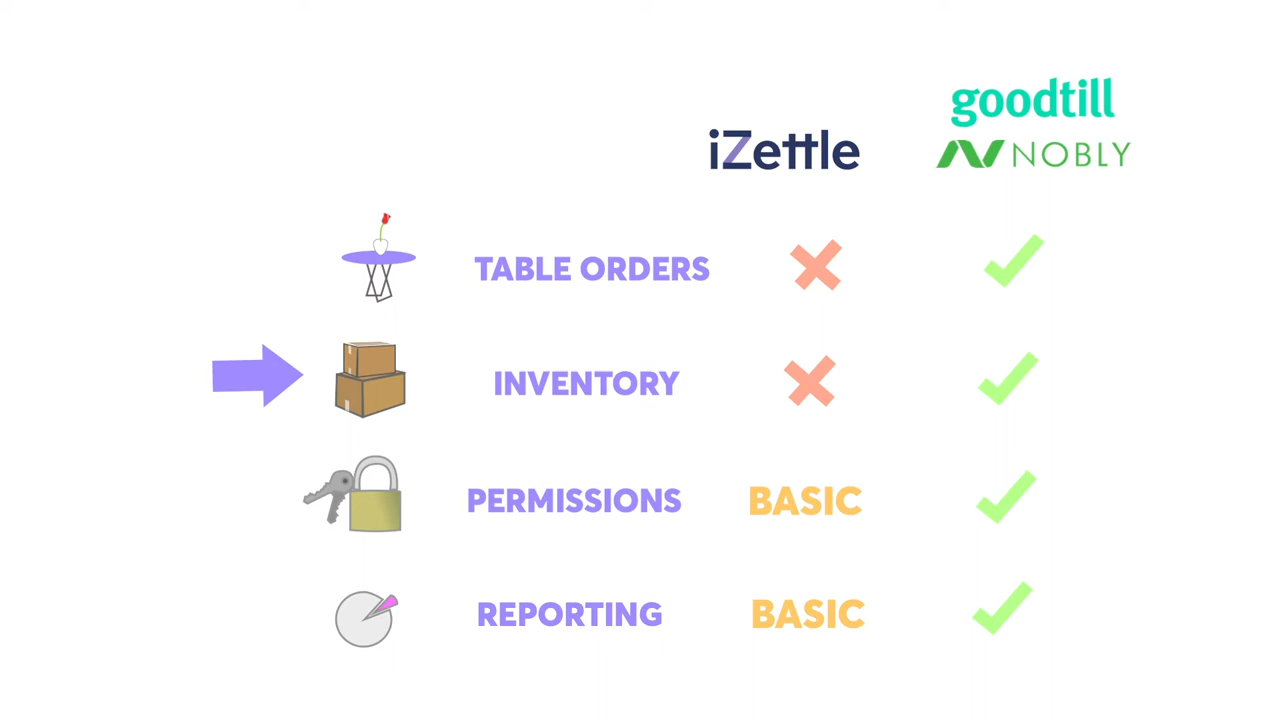 goodtill
iZettle
NOBLY
TABLE ORDERS
INVENTORY
PERMISSIONS BASIC
REPORTING BASIC